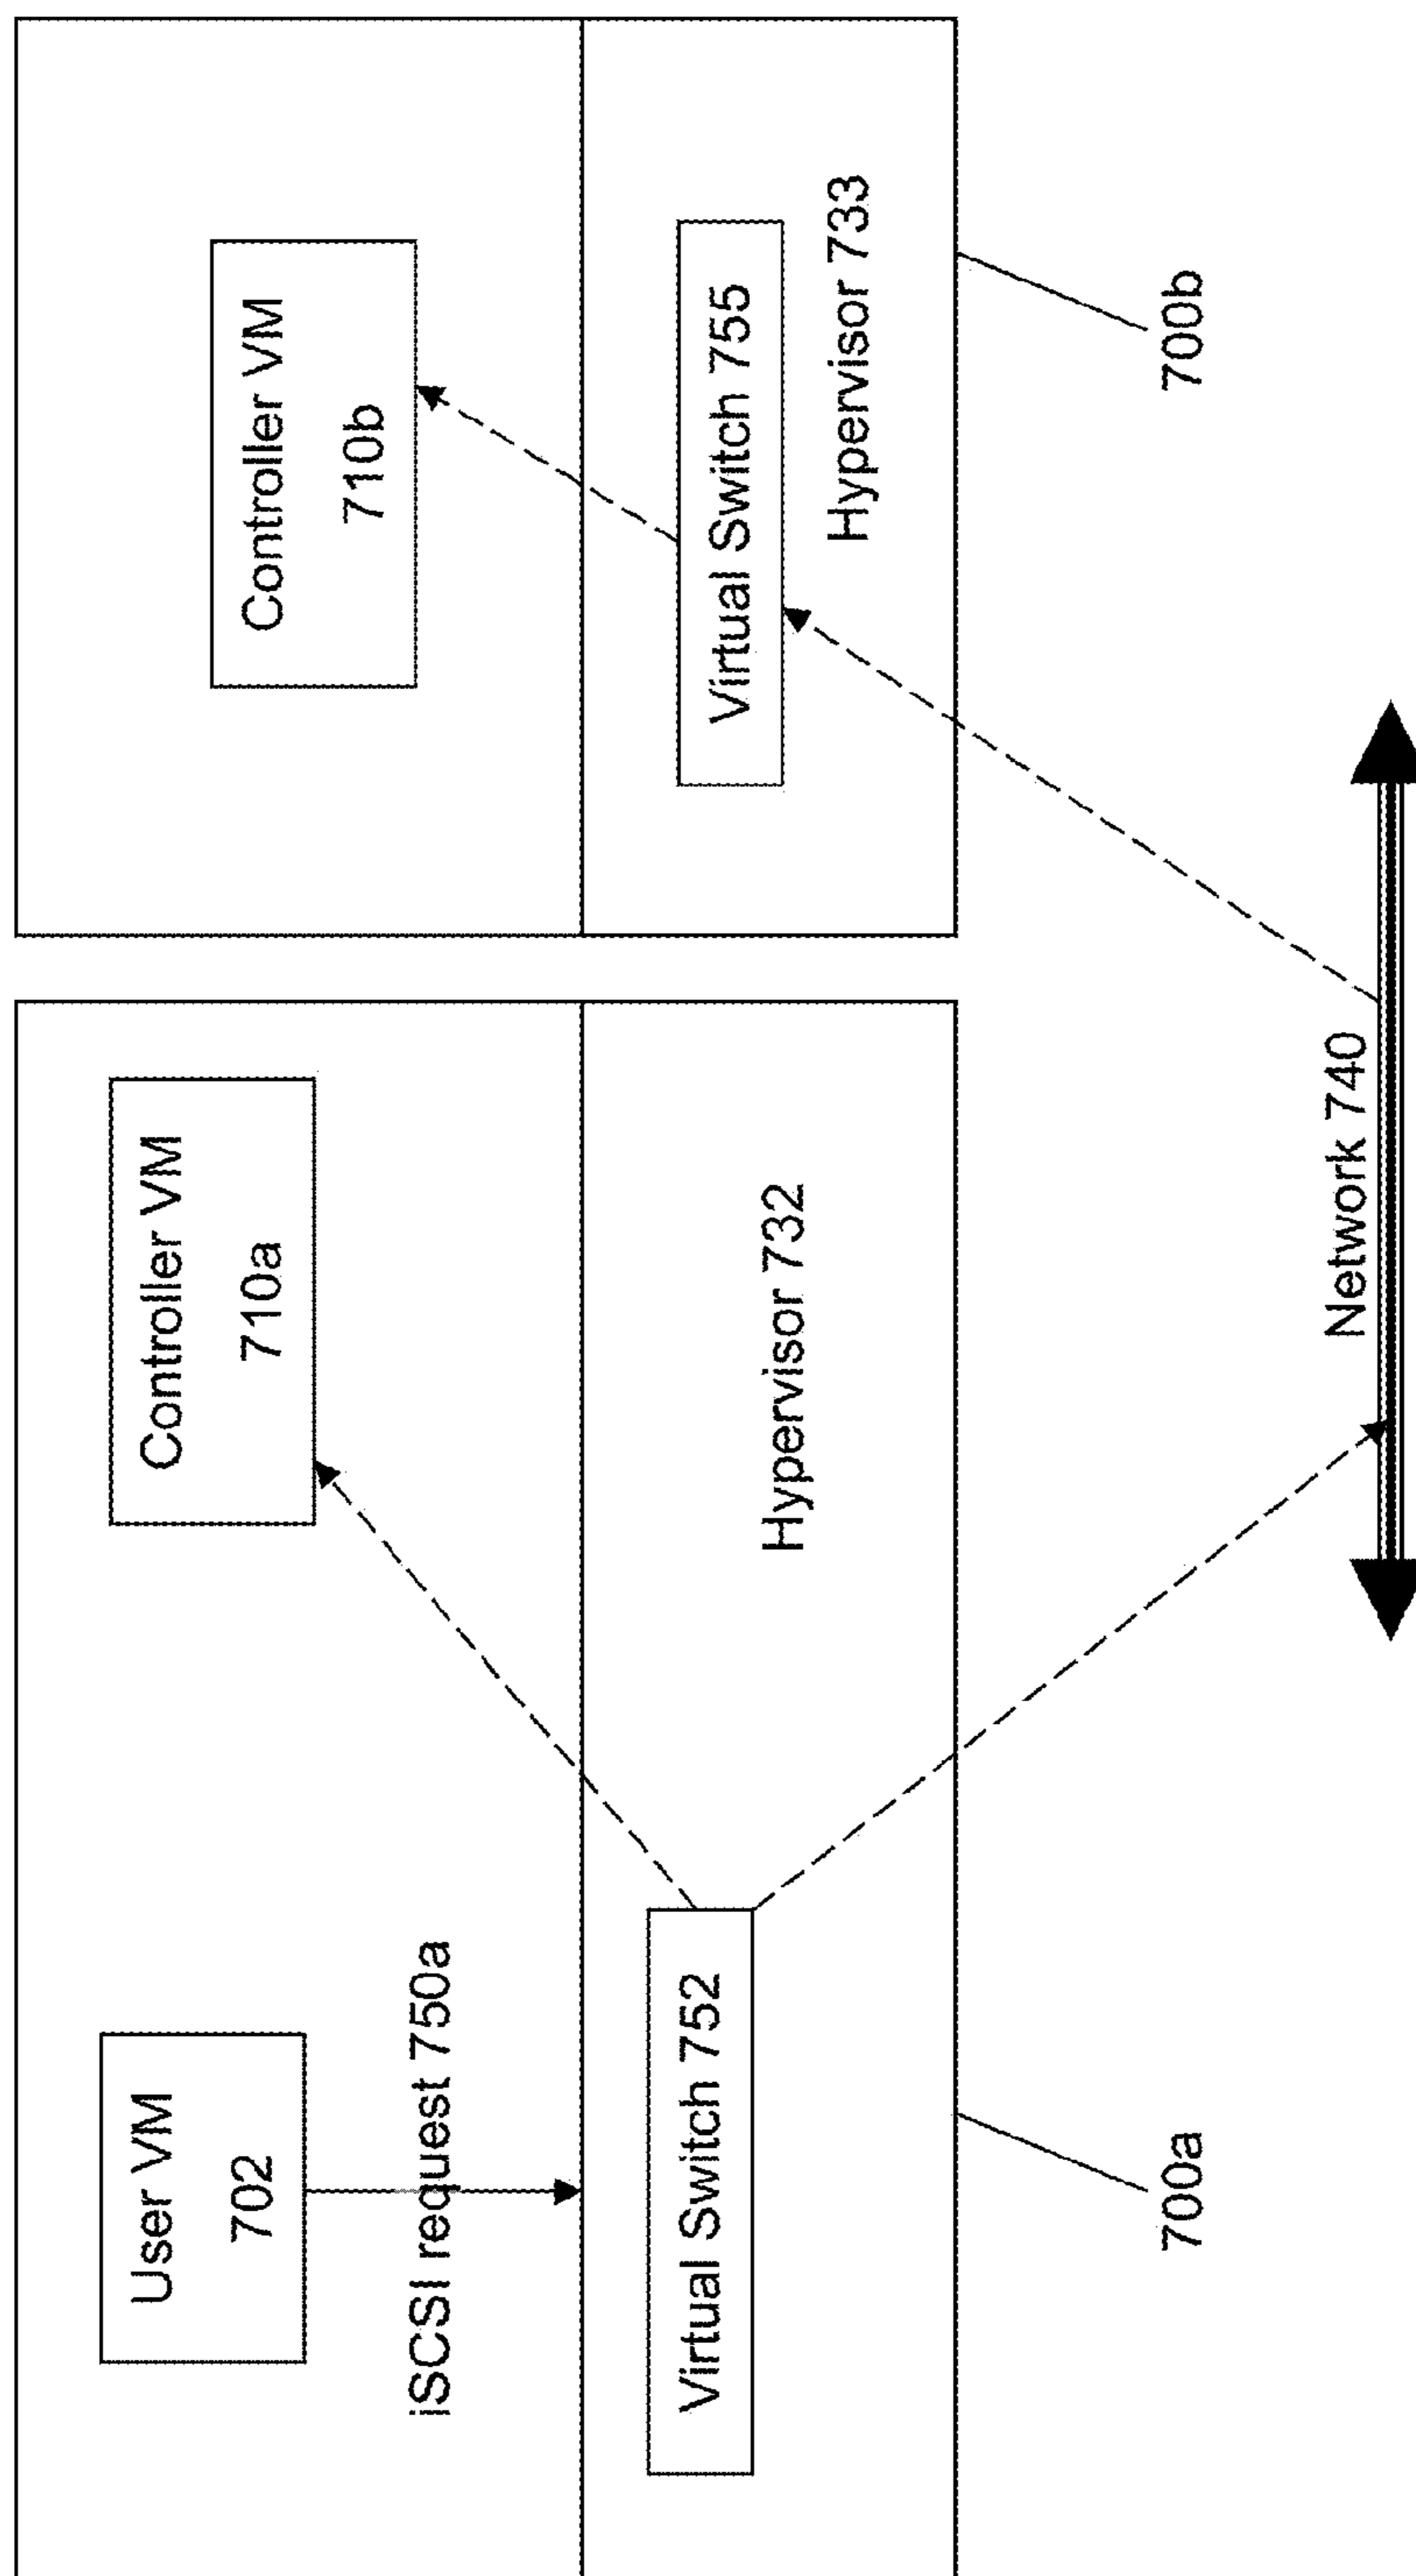 User VM
702
iSCSI request 750a
Virtual Switch 752
700a
Controller VM
710a
Hypervisor 732
Network 740
Controller VM
710b
Virtual Switch 755
Hypervisor 733
700b